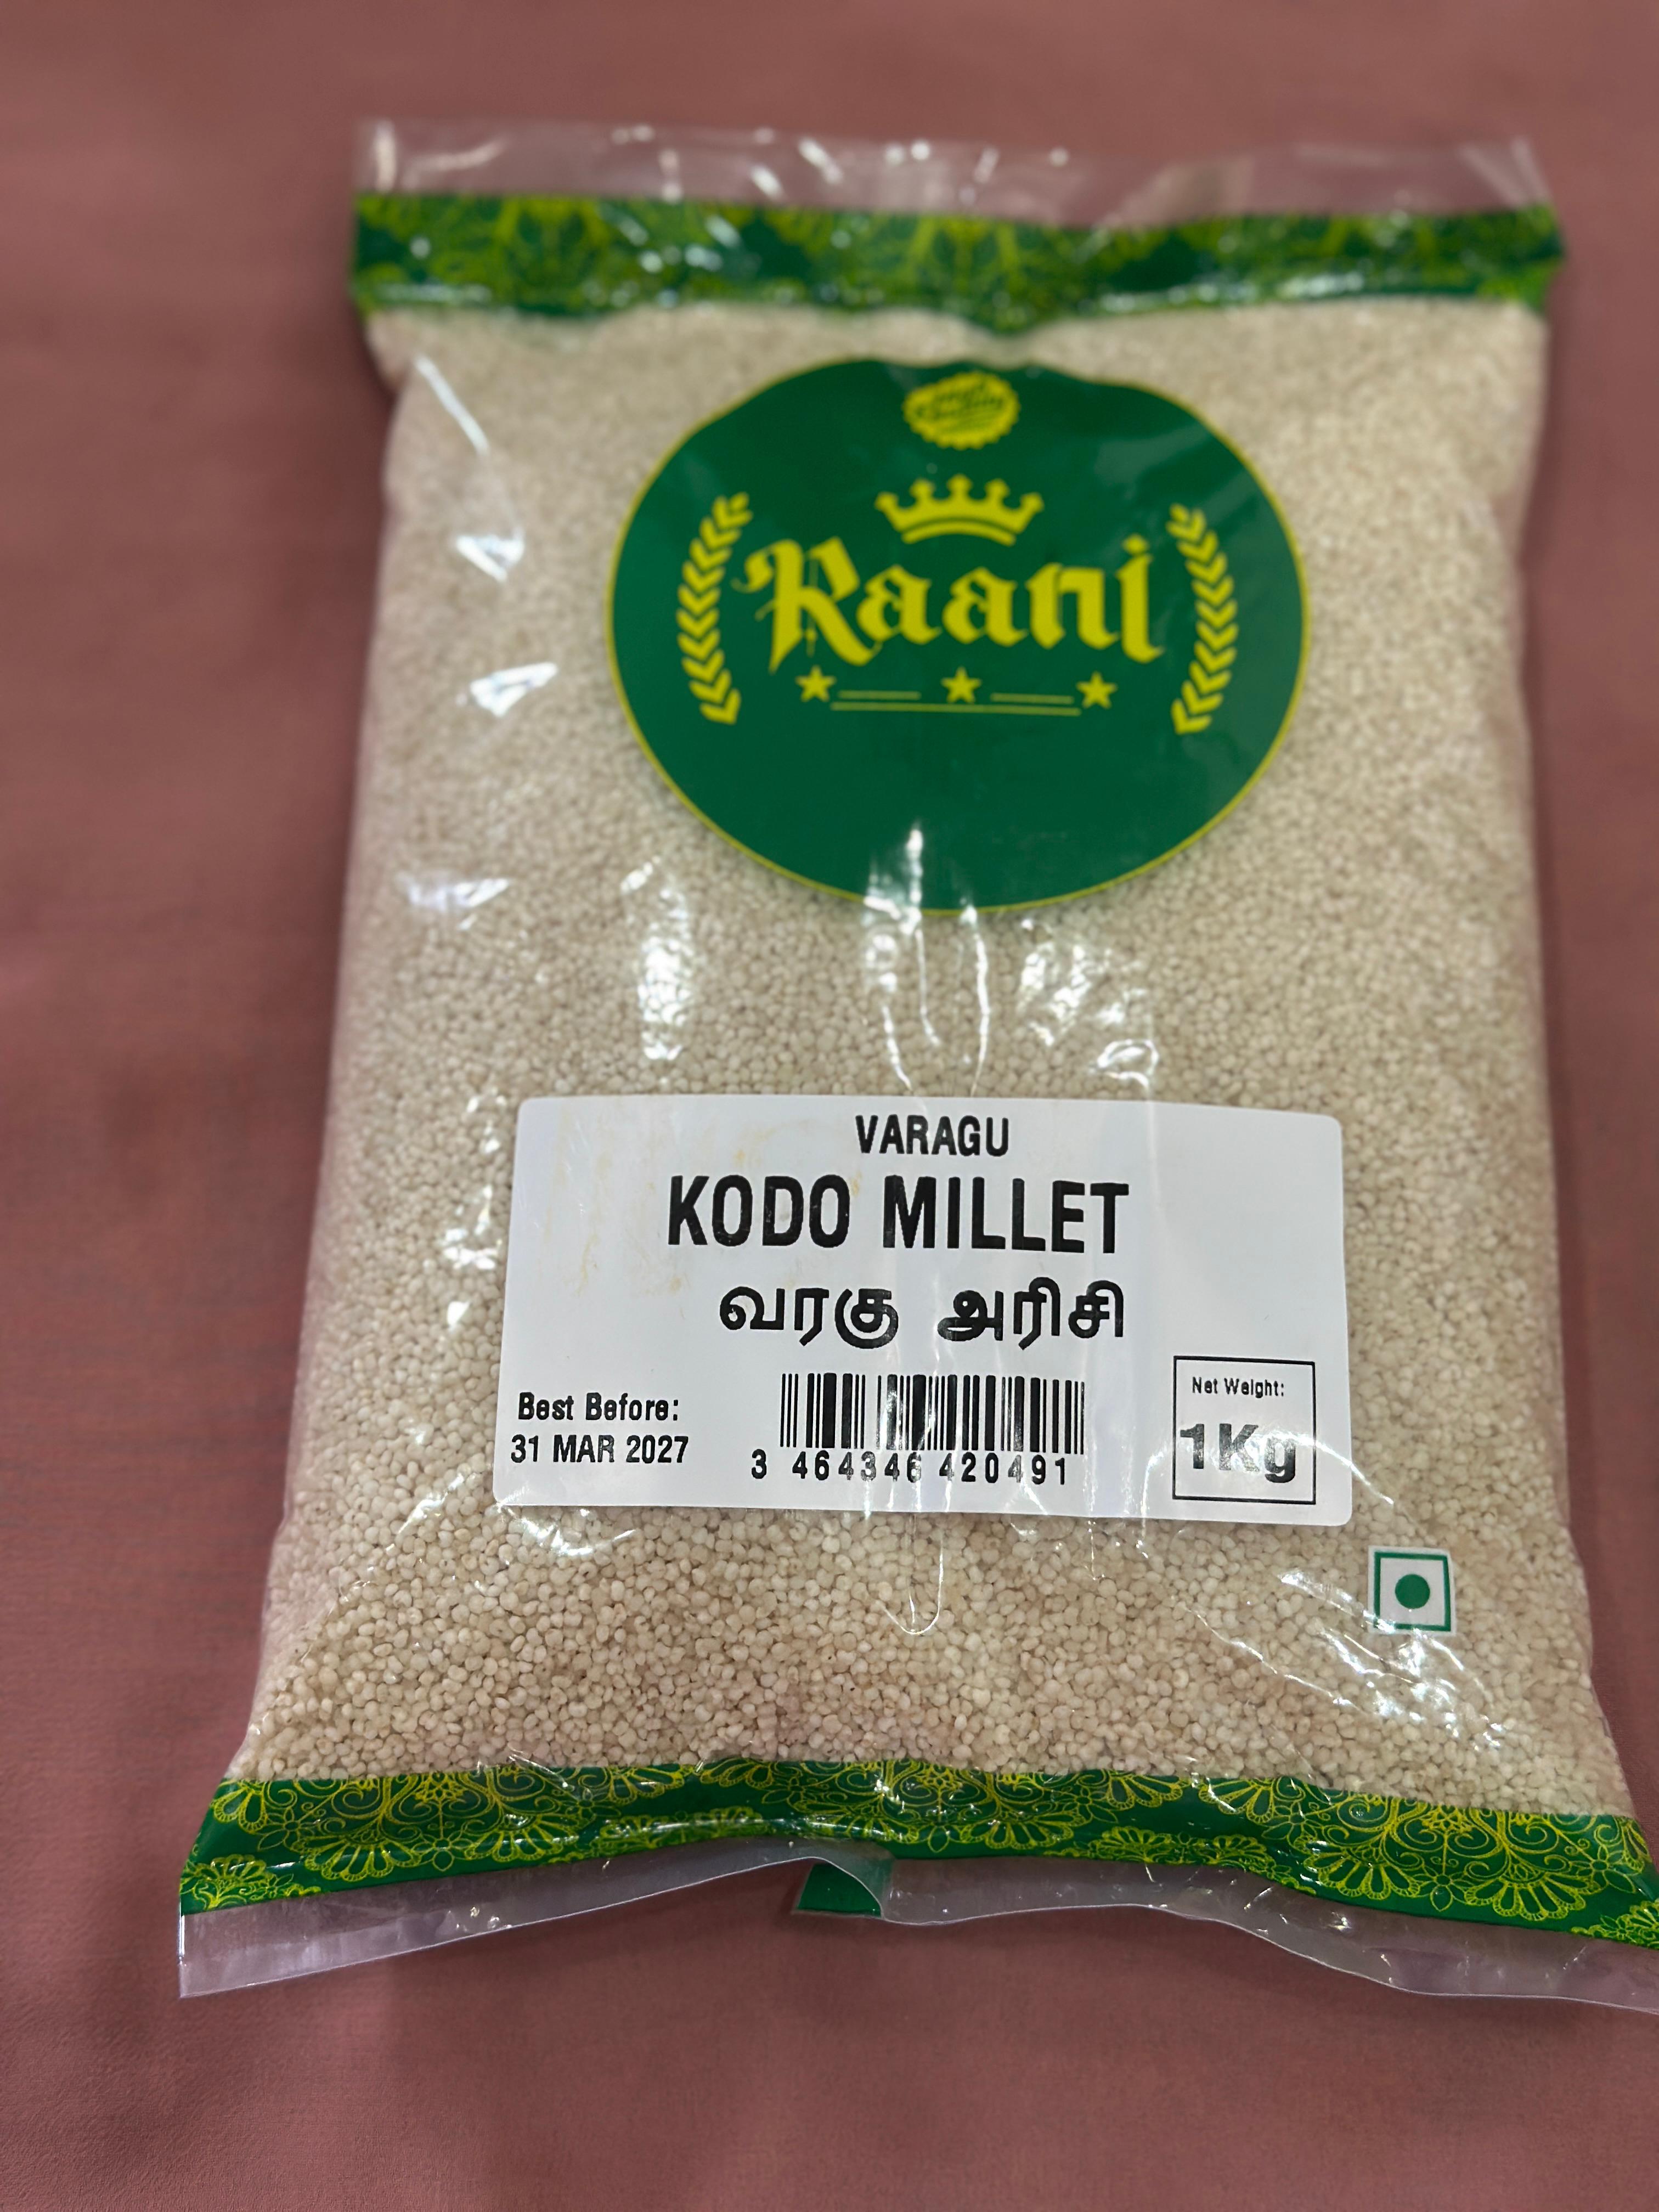 Raani
VARAGU
KODO MILLET
வரகு அரிசி
Best Before:
31 MAR 2027
3 464346 420491
Net Weight:
1Kg